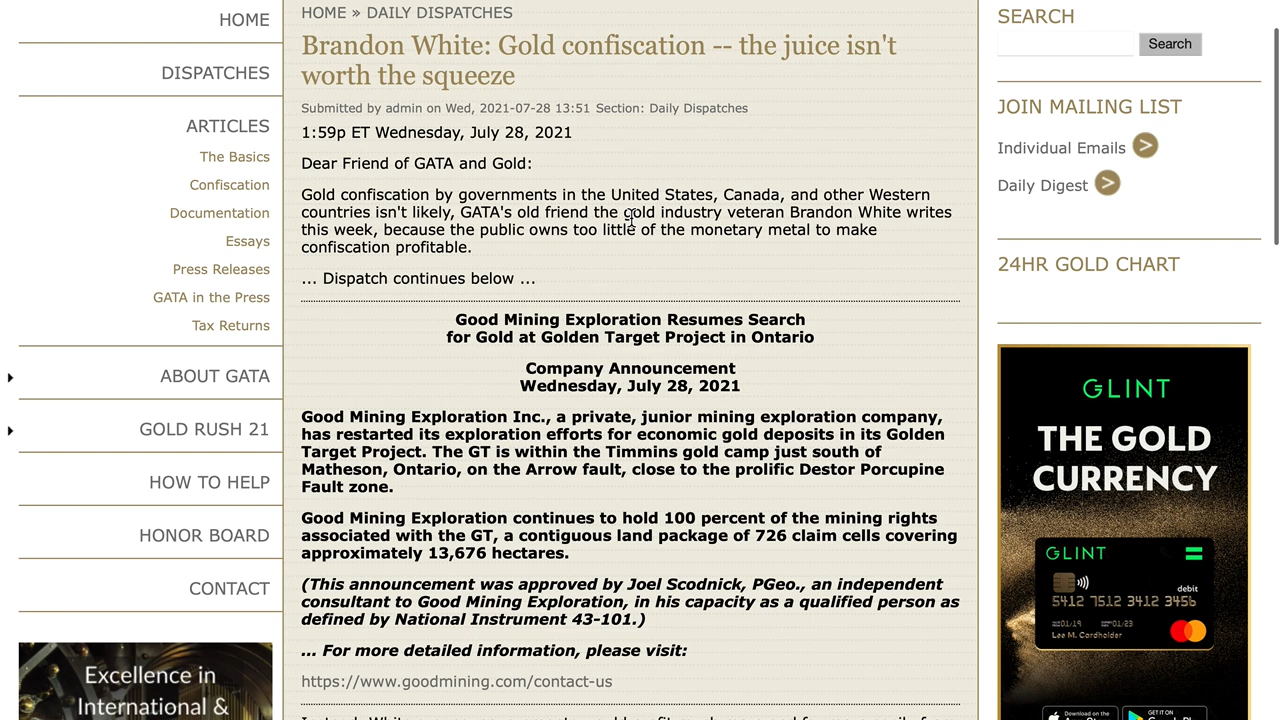 HOME
DISPATCHES
ARTICLES
The Basics
Confiscation
Documentation
Essays
Press Releases
GATA in the Press
Tax Returns
ABOUT GATA
GOLD RUSH 21
HOW TO HELP
HONOR BOARD
CONTACT
Excellence in
International &
HOME » DAILY DISPATCHES
Brandon White: Gold confiscation -- the juice isn't
worth the squeeze
Submitted by admin on Wed, 2021-07-28 13:51 Section: Daily Dispatches
1:59p ET Wednesday, July 28, 2021
Dear Friend of GATA and Gold:
Gold confiscation by governments in the United States, Canada, and other Western
countries isn't likely, GATA's old friend the gold industry veteran Brandon White writes
this week, because the public owns too little of the monetary metal to make
confiscation profitable.
... Dispatch continues below ...
Good Mining Exploration Resumes Search
for Gold at Golden Target Project in Ontario
Company Announcement
Wednesday, July 28, 2021
Good Mining Exploration Inc., a private, junior mining exploration company,
has restarted its exploration efforts for economic gold deposits in its Golden
Target Project. The GT is within the Timmins gold camp just south of
Matheson, Ontario, on the Arrow fault, close to the prolific Destor Porcupine
Fault zone.
Good Mining Exploration continues to hold 100 percent of the mining rights
associated with the GT, a contiguous land package of 726 claim cells covering
approximately 13,676 hectares.
(This announcement was approved by Joel Scodnick, PGeo., an independent
consultant to Good Mining Exploration, in his capacity as a qualified person as
defined by National Instrument 43-101.)
... For more detailed information, please visit:
https://www.goodmining.com/contact-us
SEARCH
Search
JOIN MAILING LIST
Individual Emails >
Daily Digest >
24HR GOLD CHART
GLINT
THE GOLD
CURRENCY
GLINT
debit
5412 7512 3412 3456
01/19 01/23
Lee M. Cardholder
Download on the
GET IT ON